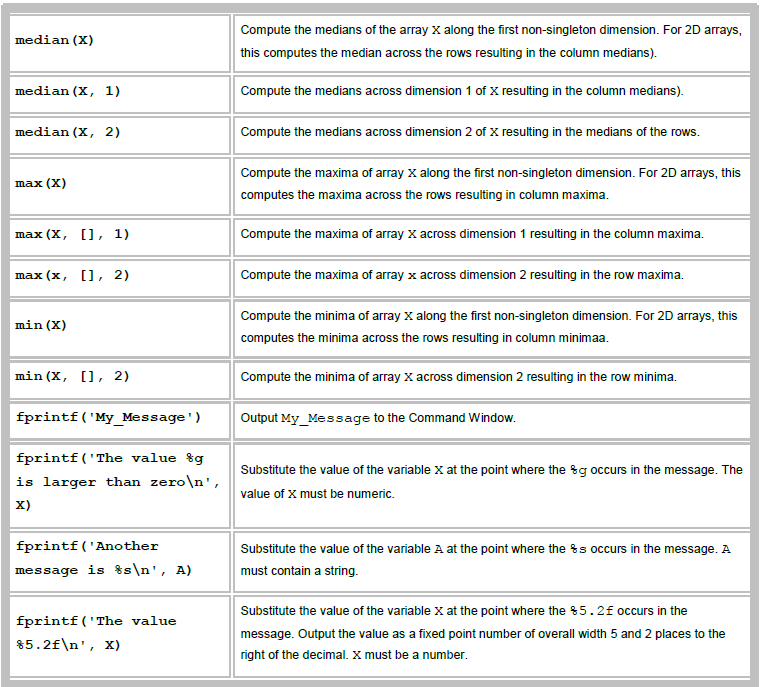 median(X)
Compute the medians of the array X along the first non-singleton dimension. For 2D arrays,
this computes the median across the rows resulting in the column medians).
median(X, 1)
Compute the medians across dimension 1 of X resulting in the column medians).
median(X, 2)
Compute the medians across dimension 2 of X resulting in the medians of the rows.
max(X)
Compute the maxima of array X along the first non-singleton dimension. For 2D arrays, this
computes the maxima across the rows resulting in column maxima.
max(X, [], 1)
Compute the maxima of array X across dimension 1 resulting in the column maxima.
max(x, [], 2)
Compute the maxima of array x across dimension 2 resulting in the row maxima.
min(X)
Compute the minima of array X along the first non-singleton dimension. For 2D arrays, this
computes the minima across the rows resulting in column minimaa.
min(X, [], 2)
Compute the minima of array X across dimension 2 resulting in the row minima.
fprintf('My_Message')
Output My_Message to the Command Window.
fprintf('The value %g
is larger than zero\n',
X)
Substitute the value of the variable X at the point where the %g occurs in the message. The
value of X must be numeric.
fprintf('Another
message is %s\n', A)
Substitute the value of the variable A at the point where the %s occurs in the message. A
must contain a string.
fprintf('The value
%5.2f\n', X)
Substitute the value of the variable X at the point where the %5.2f occurs in the
message. Output the value as a fixed point number of overall width 5 and 2 places to the
right of the decimal. X must be a number.